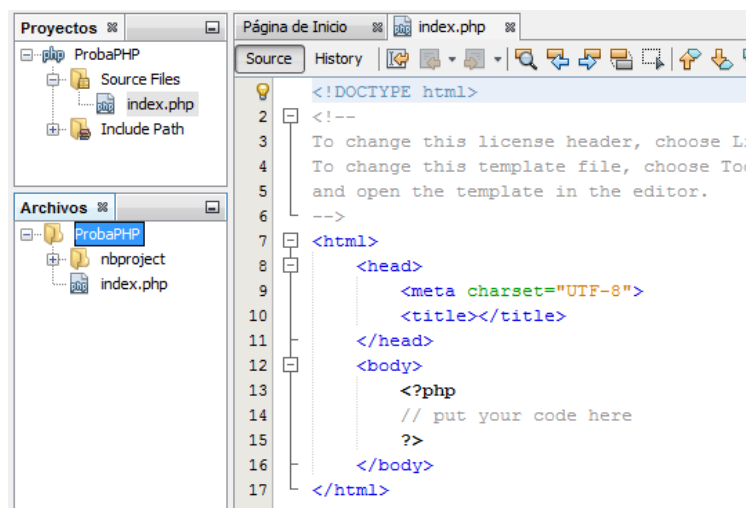 Proyectos
ProbaPHP
Source Files
index.php
Include Path
Archivos
ProbaPHP
nbproject
index.php
Página de Inicio index.php
Source History
<!DOCTYPE html>
2 <!--
3 To change this license header, choose
4 To change this template file, choose
5 and open the template in the editor.
6 -->
7 <html>
8 <head>
9 <meta charset="UTF-8">
10 <title></title>
11 </head>
12 <body>
13 <?php
14 // put your code here
15 ?>
16 </body>
17 </html>